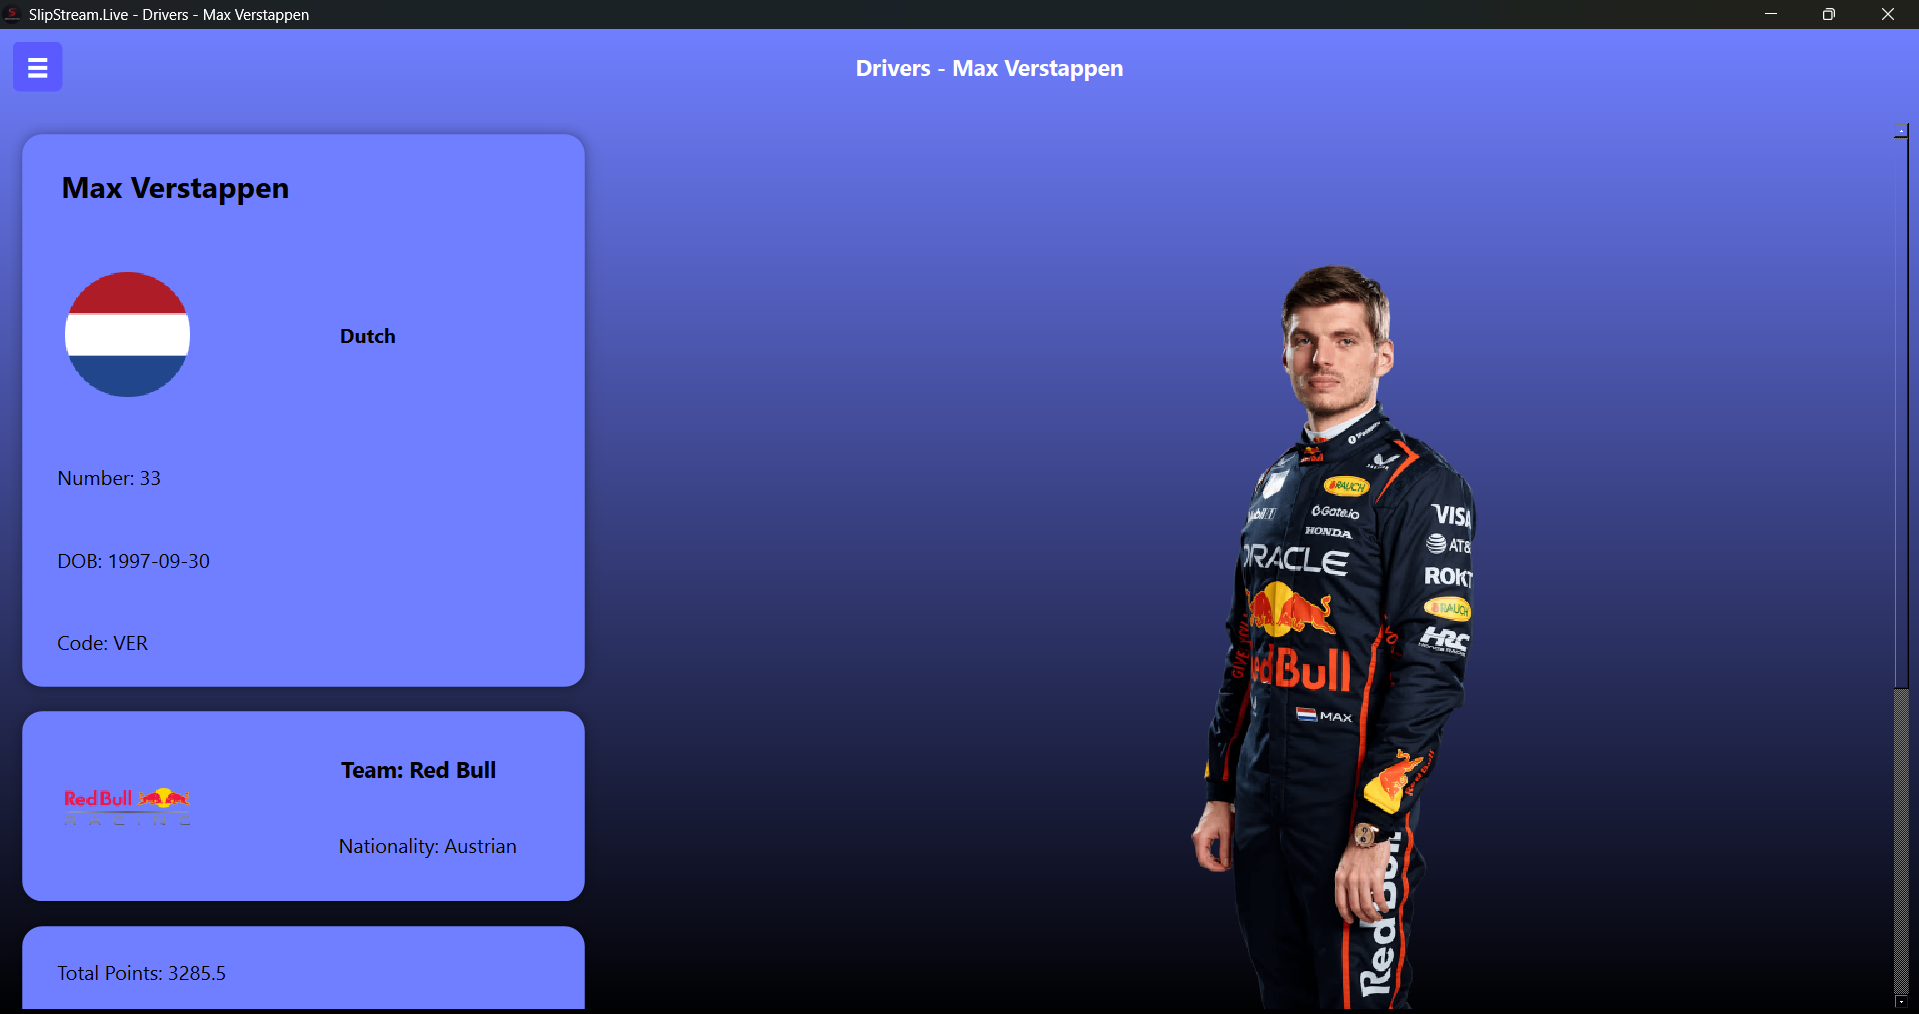 SlipStream.Live - Drivers - Max Verstappen
Drivers - Max Verstappen
Max Verstappen
Dutch
Number: 33
DOB: 1997-09-30
Code: VER
Red Bull
RACING
Team: Red Bull
Nationality: Austrian
Total Points: 3285.5
RAUCH
Gate.io
HONDA
ORACLE
RedBull
MAX
VISA
AT&T
ROKT
RAUCH
HRC
Red Bull